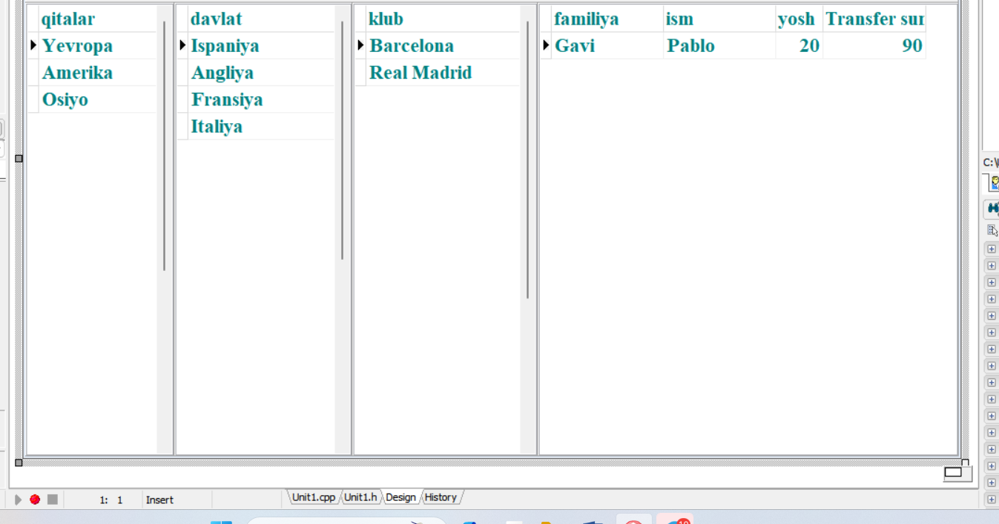 qitalar davlat klub familiya ism yosh Transfer sur
Yevropa Ispaniya Barcelona Gavi Pablo 20 90
Amerika Angliya Real Madrid
Osiyo Fransiya
Italiya
C:\
1: 1 Insert Unit1.cpp Unit1.h Design History